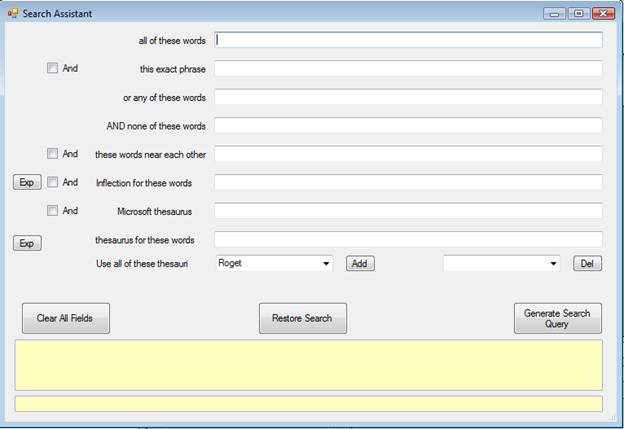 Search Assistant
all of these words
And this exact phrase
or any of these words
AND none of these words
And these words near each other
Exp And Inflection for these words
And Microsoft thesaurus
Exp thesaurus for these words
Use all of these thesauri Roget Add Del
Clear All Fields Restore Search Generate Search
Query